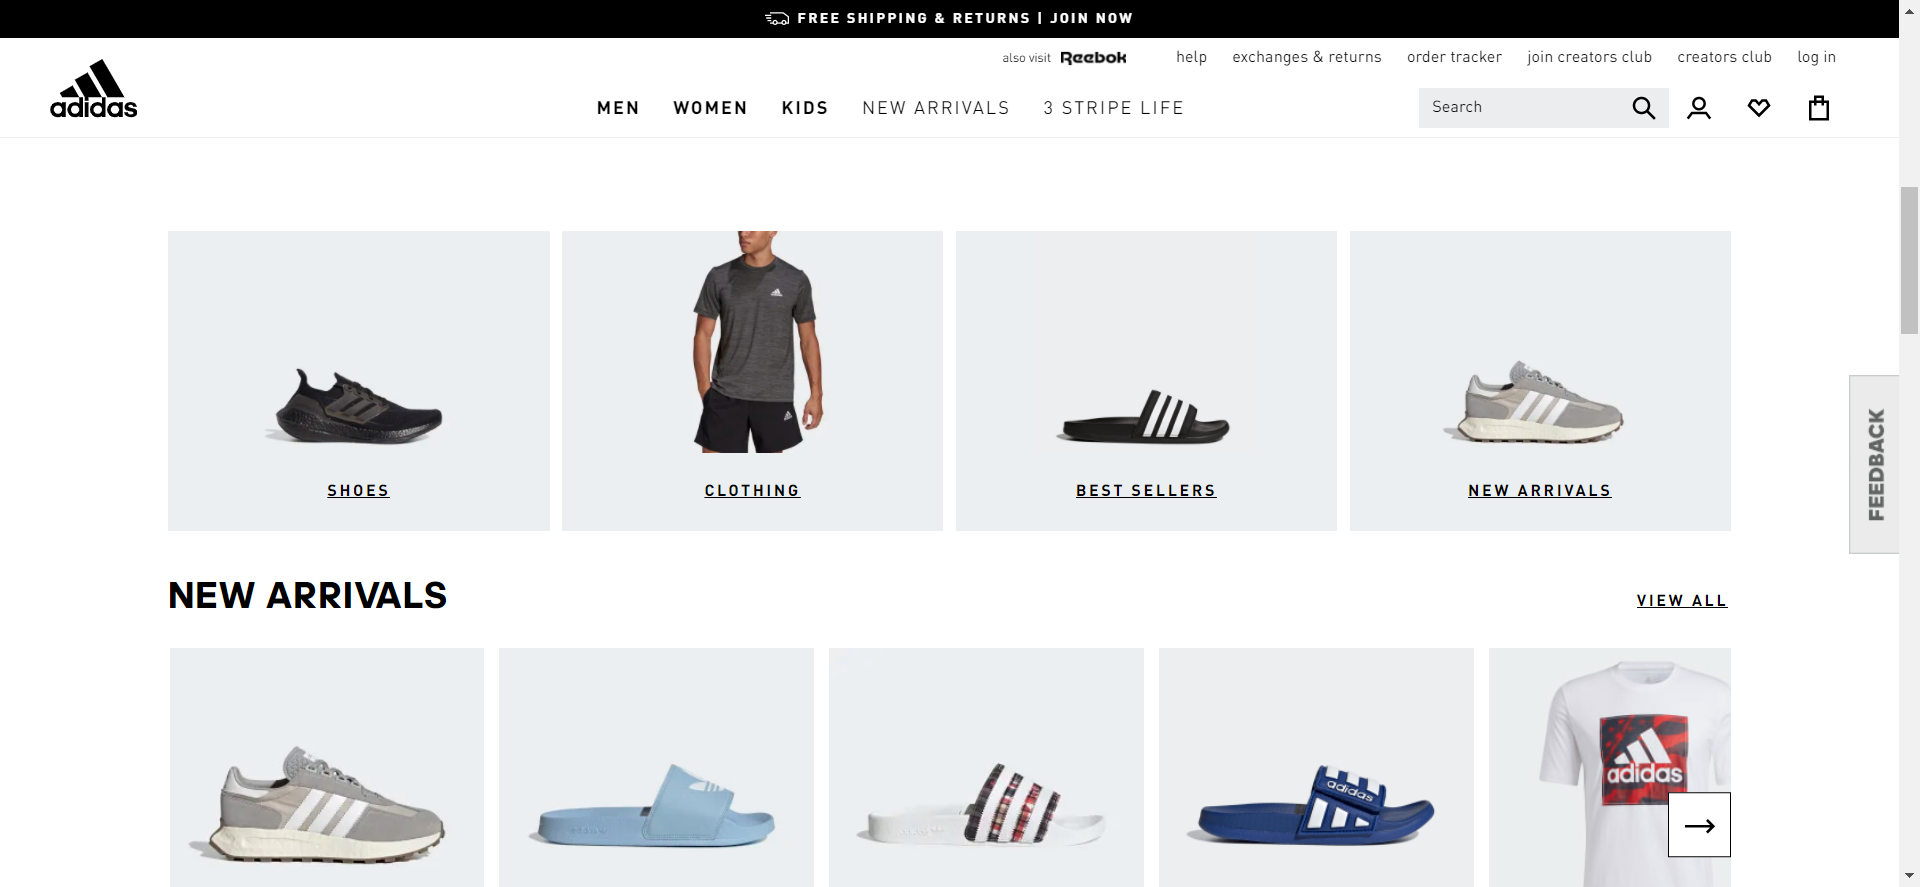 FREE SHIPPING & RETURNS | JOIN NOW
also visit Reebok help exchanges & returns order tracker join creators club creators club log in
adidas
MEN WOMEN KIDS NEW ARRIVALS 3 STRIPE LIFE Search
SHOES CLOTHING BEST SELLERS NEW ARRIVALS
FEEDBACK
NEW ARRIVALS VIEW ALL
adidas adidas